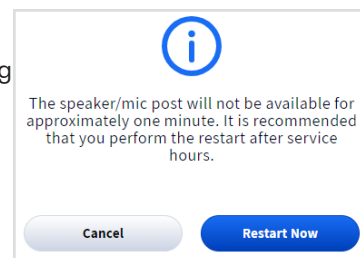 g
The speaker/mic post will not be available for
approximately one minute. It is recommended
that you perform the restart after service
hours.
Cancel
Restart Now